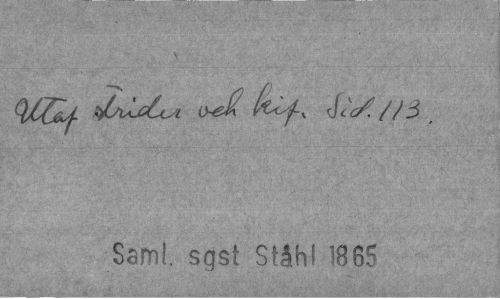 Utaf strider och kif. Sid. 113.
Saml. sgst Ståhl 1865